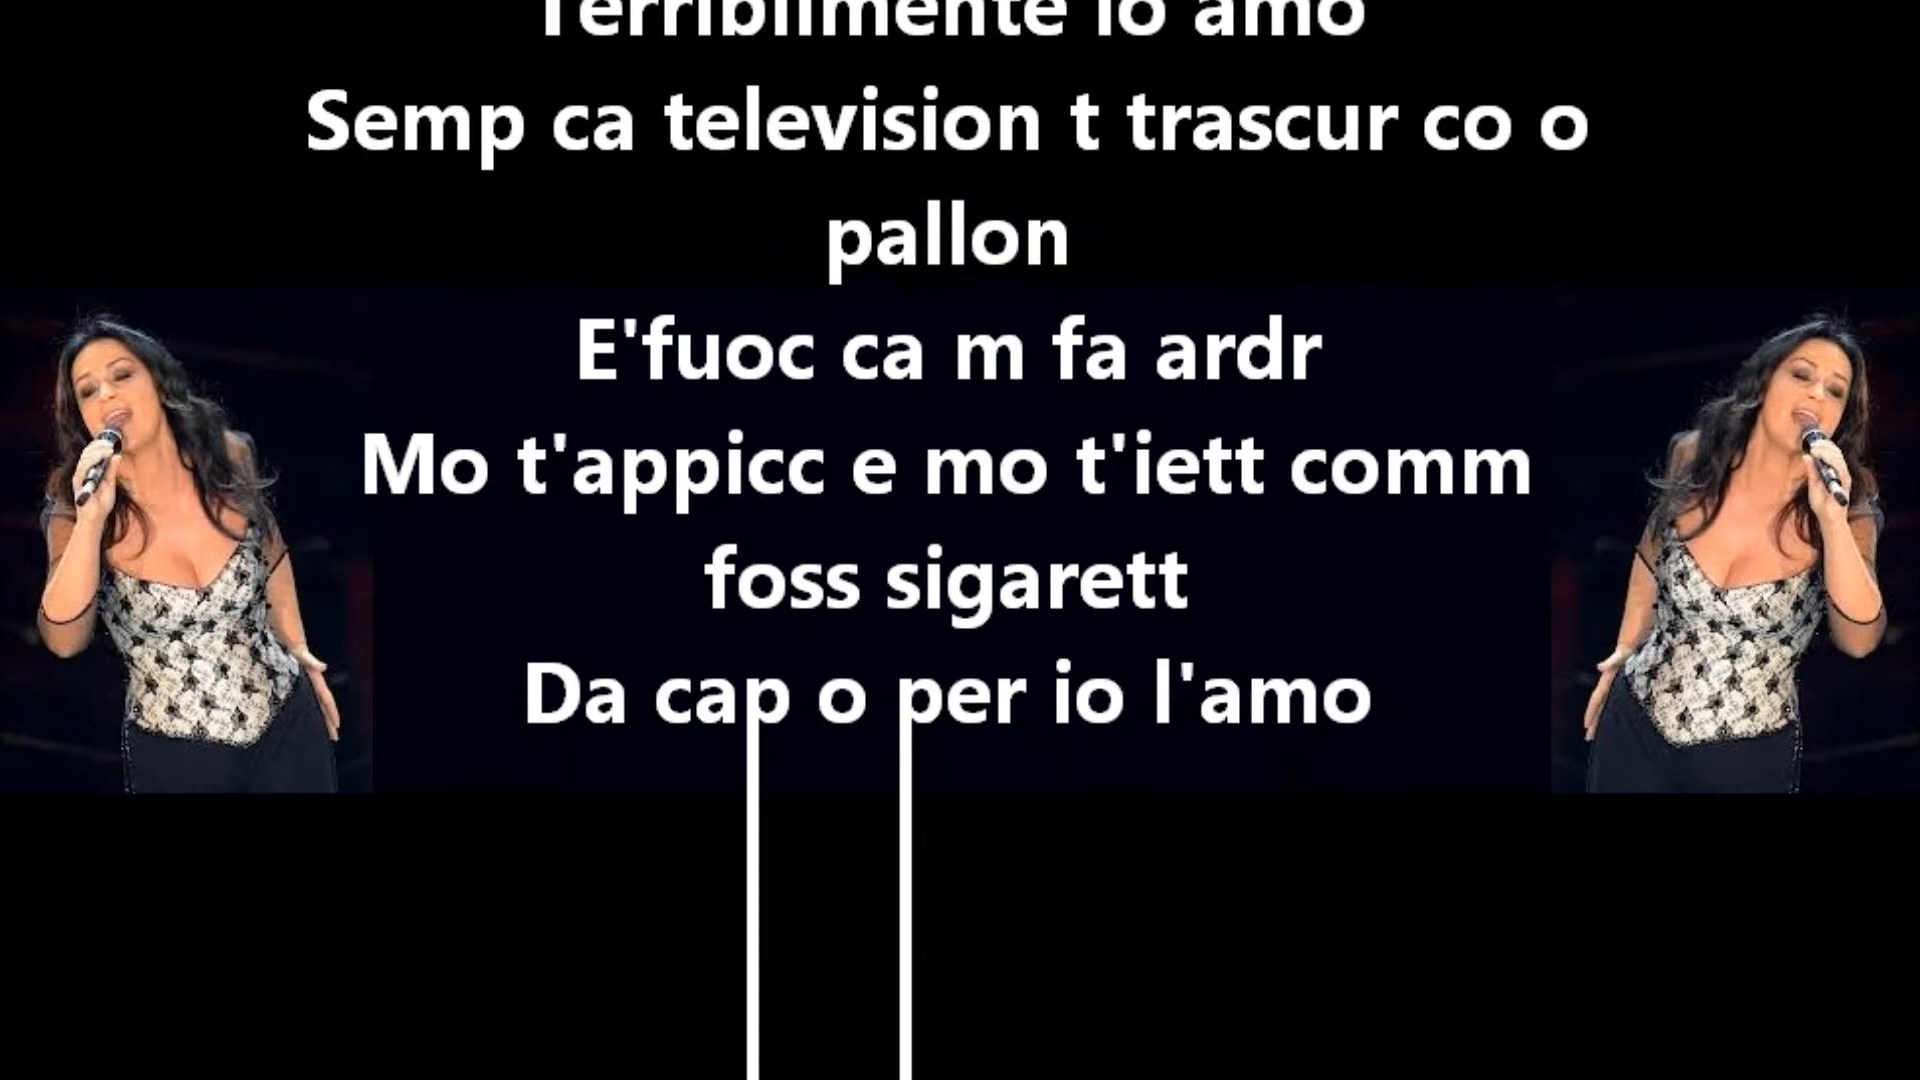 Terribilmente io amo
Semp ca television t trascur co o
pallon
E'fuoc ca m fa ardr
Mo t'appicc e mo t'iett comm
foss sigarett
Da cap o per io l'amo